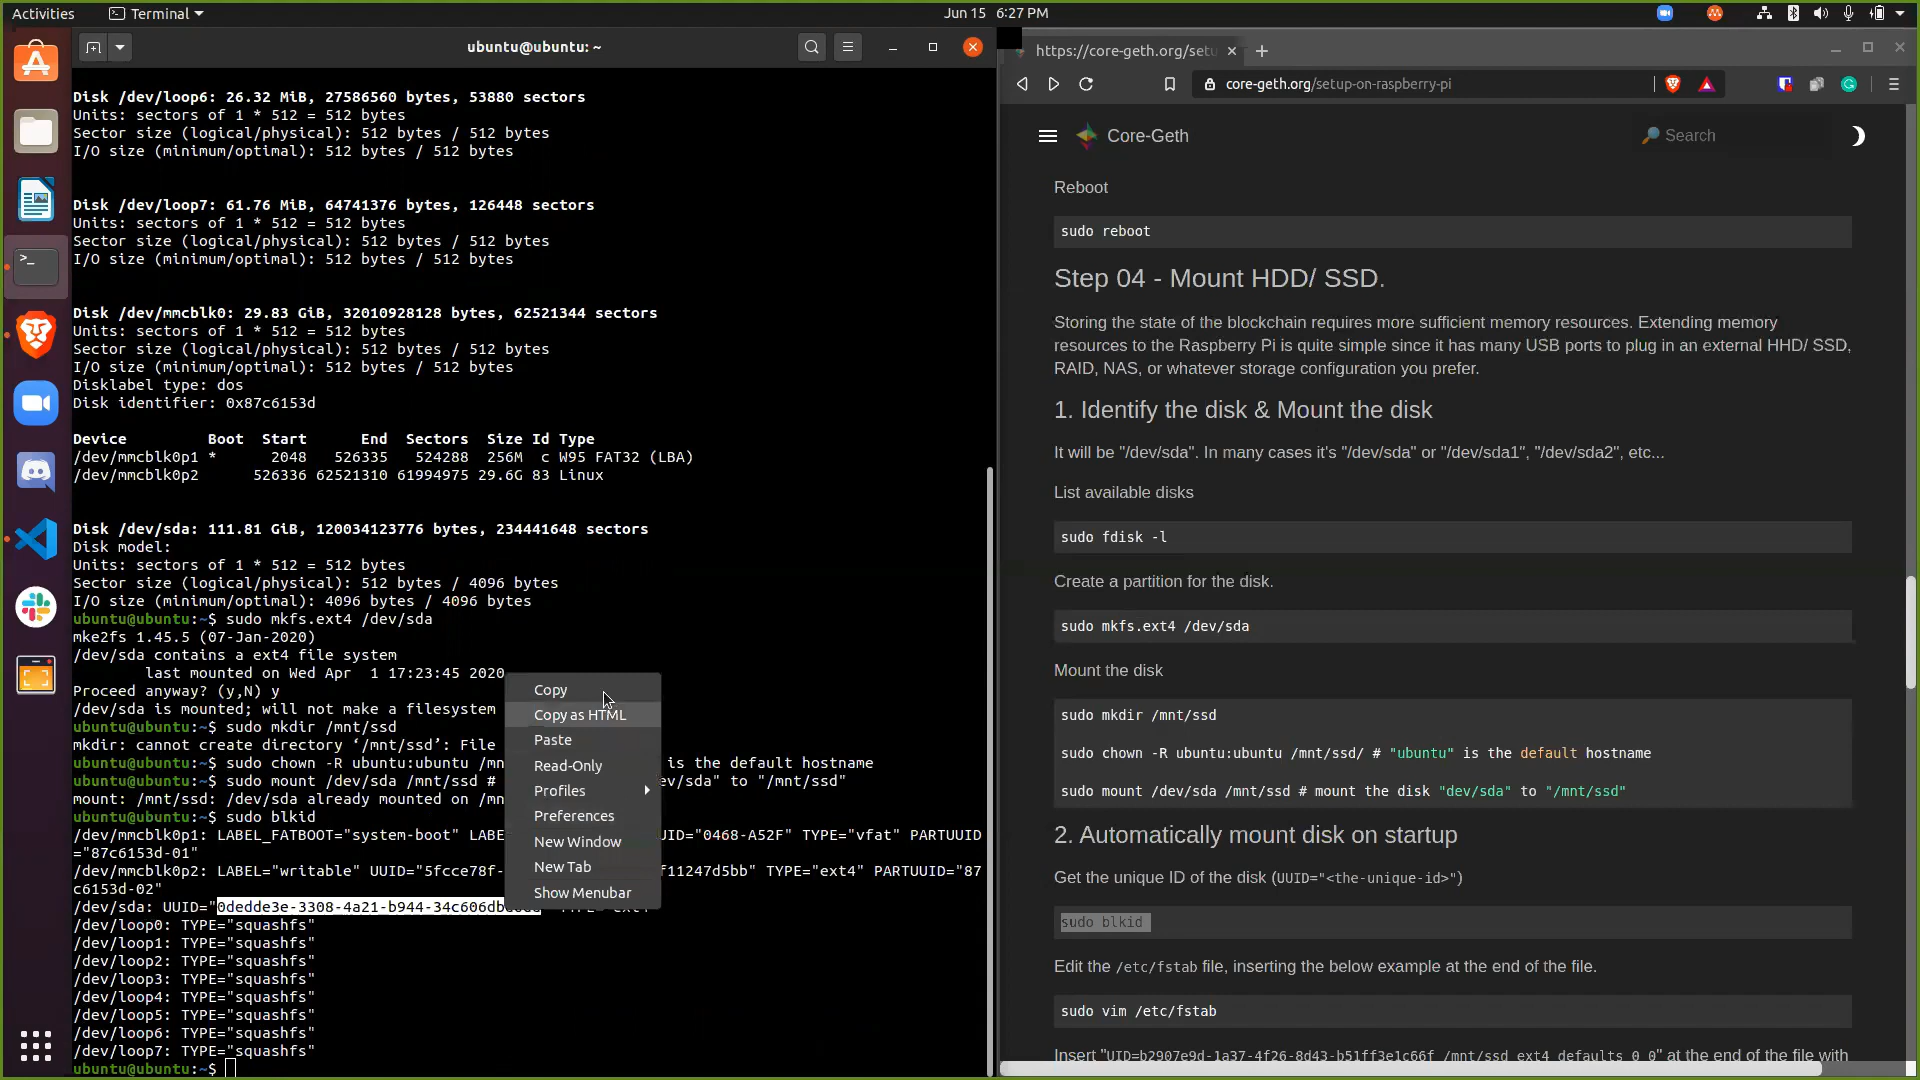 Activities
Terminal
Jun 15 6:27 PM
ubuntu@ubuntu: ~
Disk /dev/loop6: 26.32 MiB, 27586560 bytes, 53880 sectors
Units: sectors of 1 * 512 = 512 bytes
Sector size (logical/physical): 512 bytes / 512 bytes
I/O size (minimum/optimal): 512 bytes / 512 bytes
Disk /dev/loop7: 61.76 MiB, 64741376 bytes, 126448 sectors
Units: sectors of 1 * 512 = 512 bytes
Sector size (logical/physical): 512 bytes / 512 bytes
I/O size (minimum/optimal): 512 bytes / 512 bytes
Disk /dev/mmcblk0: 29.83 GiB, 32010928128 bytes, 62521344 sectors
Units: sectors of 1 * 512 = 512 bytes
Sector size (logical/physical): 512 bytes / 512 bytes
I/O size (minimum/optimal): 512 bytes / 512 bytes
Disklabel type: dos
Disk identifier: 0x87c6153d
Device Boot Start End Sectors Size Id Type
/dev/mmcblk0p1 * 2048 526335 524288 256M c W95 FAT32 (LBA)
/dev/mmcblk0p2 526336 62521310 61994975 29.6G 83 Linux
Disk /dev/sda: 111.81 GiB, 120034123776 bytes, 234441648 sectors
Disk model:
Units: sectors of 1 * 512 = 512 bytes
Sector size (logical/physical): 512 bytes / 4096 bytes
I/O size (minimum/optimal): 4096 bytes / 4096 bytes
ubuntu@ubuntu:~$ sudo mkfs.ext4 /dev/sda
mke2fs 1.45.5 (07-Jan-2020)
/dev/sda contains a ext4 file system
last mounted on Wed Apr 1 17:23:45 2020
Proceed anyway? (y,N) y
/dev/sda is mounted; will not make a filesystem
ubuntu@ubuntu:~$ sudo mkdir /mnt/ssd
mkdir: cannot create directory ‘/mnt/ssd’: File
ubuntu@ubuntu:~$ sudo chown -R ubuntu:ubuntu /mn is the default hostname
ubuntu@ubuntu:~$ sudo mount /dev/sda /mnt/ssd # ev/sda" to "/mnt/ssd"
mount: /mnt/ssd: /dev/sda already mounted on /mn
ubuntu@ubuntu:~$ sudo blkid
/dev/mmcblk0p1: LABEL_FATBOOT="system-boot" LABE UID="0468-A52F" TYPE="vfat" PARTUUID
="87c6153d-01"
/dev/mmcblk0p2: LABEL="writable" UUID="5fcce78f- f11247d5bb" TYPE="ext4" PARTUUID="87
c6153d-02"
/dev/sda: UUID="0dedde3e-3308-4a21-b944-34c606db
/dev/loop0: TYPE="squashfs"
/dev/loop1: TYPE="squashfs"
/dev/loop2: TYPE="squashfs"
/dev/loop3: TYPE="squashfs"
/dev/loop4: TYPE="squashfs"
/dev/loop5: TYPE="squashfs"
/dev/loop6: TYPE="squashfs"
/dev/loop7: TYPE="squashfs"
ubuntu@ubuntu:~$
Copy
Copy as HTML
Paste
Read-Only
Profiles
Preferences
New Window
New Tab
Show Menubar
https://core-geth.org/setu
core-geth.org/setup-on-raspberry-pi
Core-Geth
Search
Reboot
sudo reboot
Step 04 - Mount HDD/ SSD.
Storing the state of the blockchain requires more sufficient memory resources. Extending memory
resources to the Raspberry Pi is quite simple since it has many USB ports to plug in an external HHD/ SSD,
RAID, NAS, or whatever storage configuration you prefer.
1. Identify the disk & Mount the disk
It will be "/dev/sda". In many cases it's "/dev/sda" or "/dev/sda1", "/dev/sda2", etc...
List available disks
sudo fdisk -l
Create a partition for the disk.
sudo mkfs.ext4 /dev/sda
Mount the disk
sudo mkdir /mnt/ssd
sudo chown -R ubuntu:ubuntu /mnt/ssd/ # "ubuntu" is the default hostname
sudo mount /dev/sda /mnt/ssd # mount the disk "dev/sda" to "/mnt/ssd"
2. Automatically mount disk on startup
Get the unique ID of the disk (UUID="<the-unique-id>")
sudo blkid
Edit the /etc/fstab file, inserting the below example at the end of the file.
sudo vim /etc/fstab
Insert "UID=b2907e9d-1a37-4f26-8d43-b51ff3e1c66f /mnt/ssd ext4 defaults 0 0" at the end of the file with